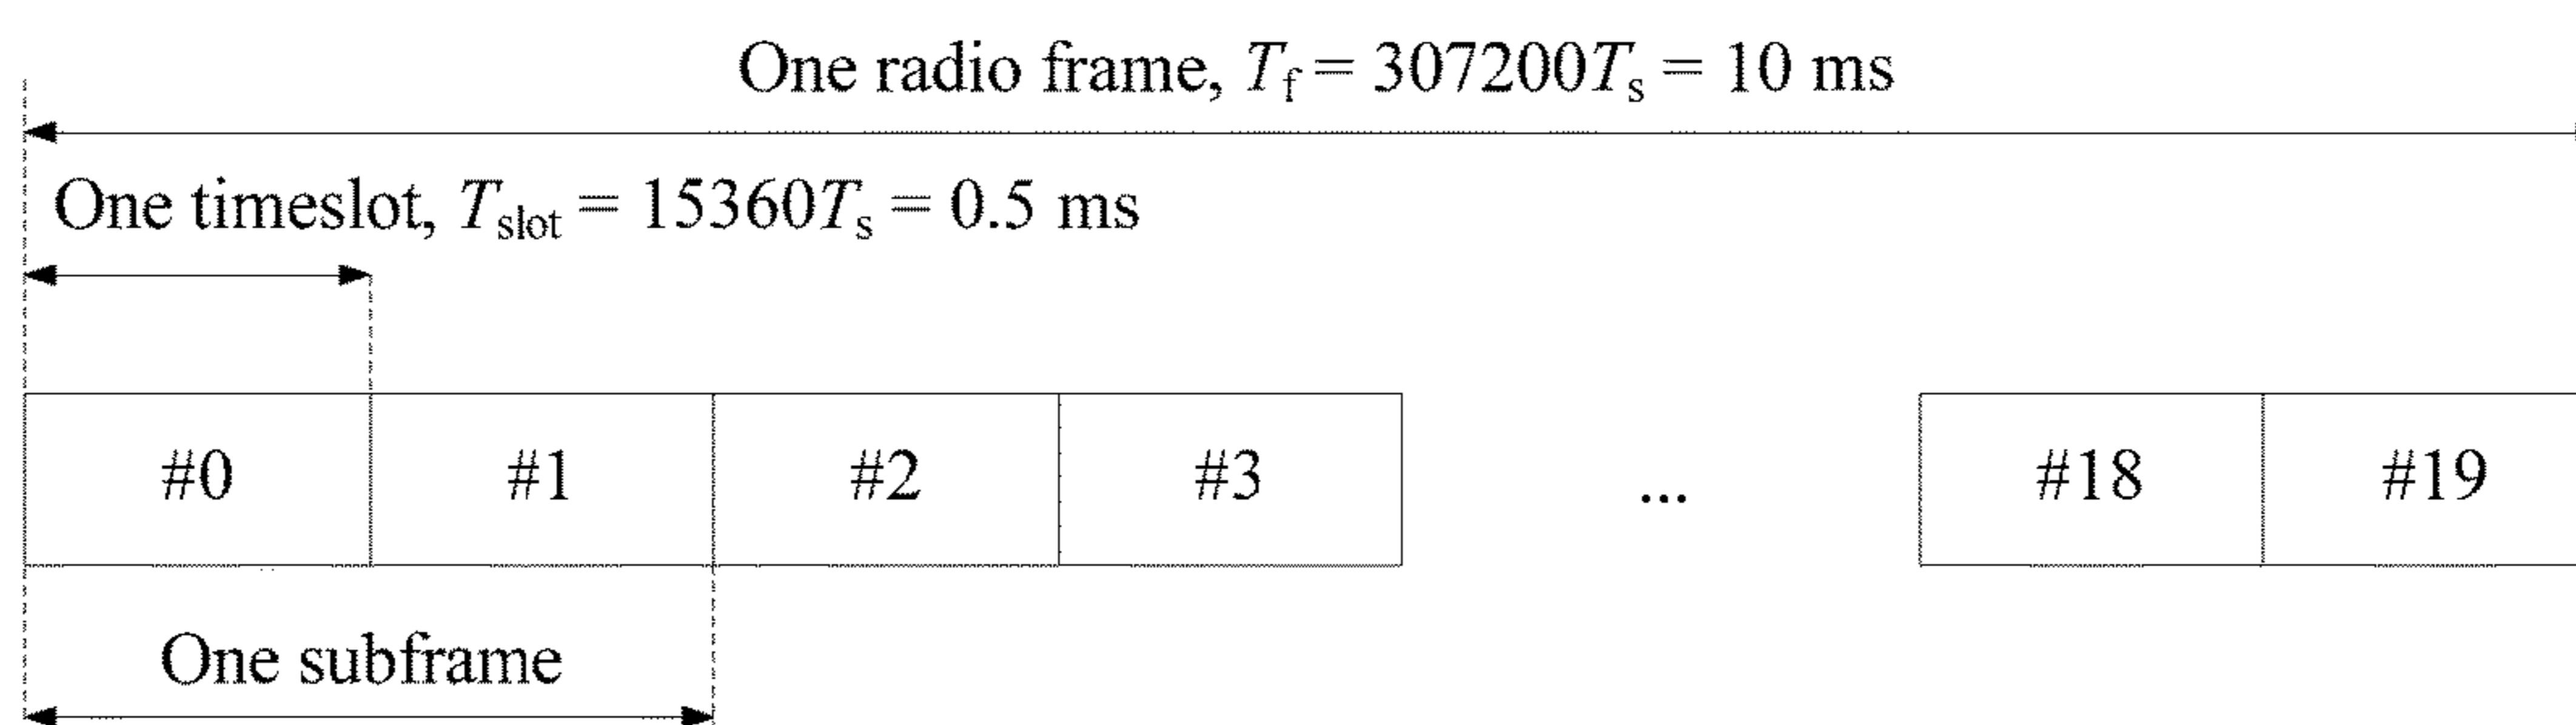 One radio frame, Tf = 307200Ts = 10 ms
One timeslot, Tslot = 15360Ts = 0.5 ms
#0 #1 #2 #3 ... #18 #19
One subframe